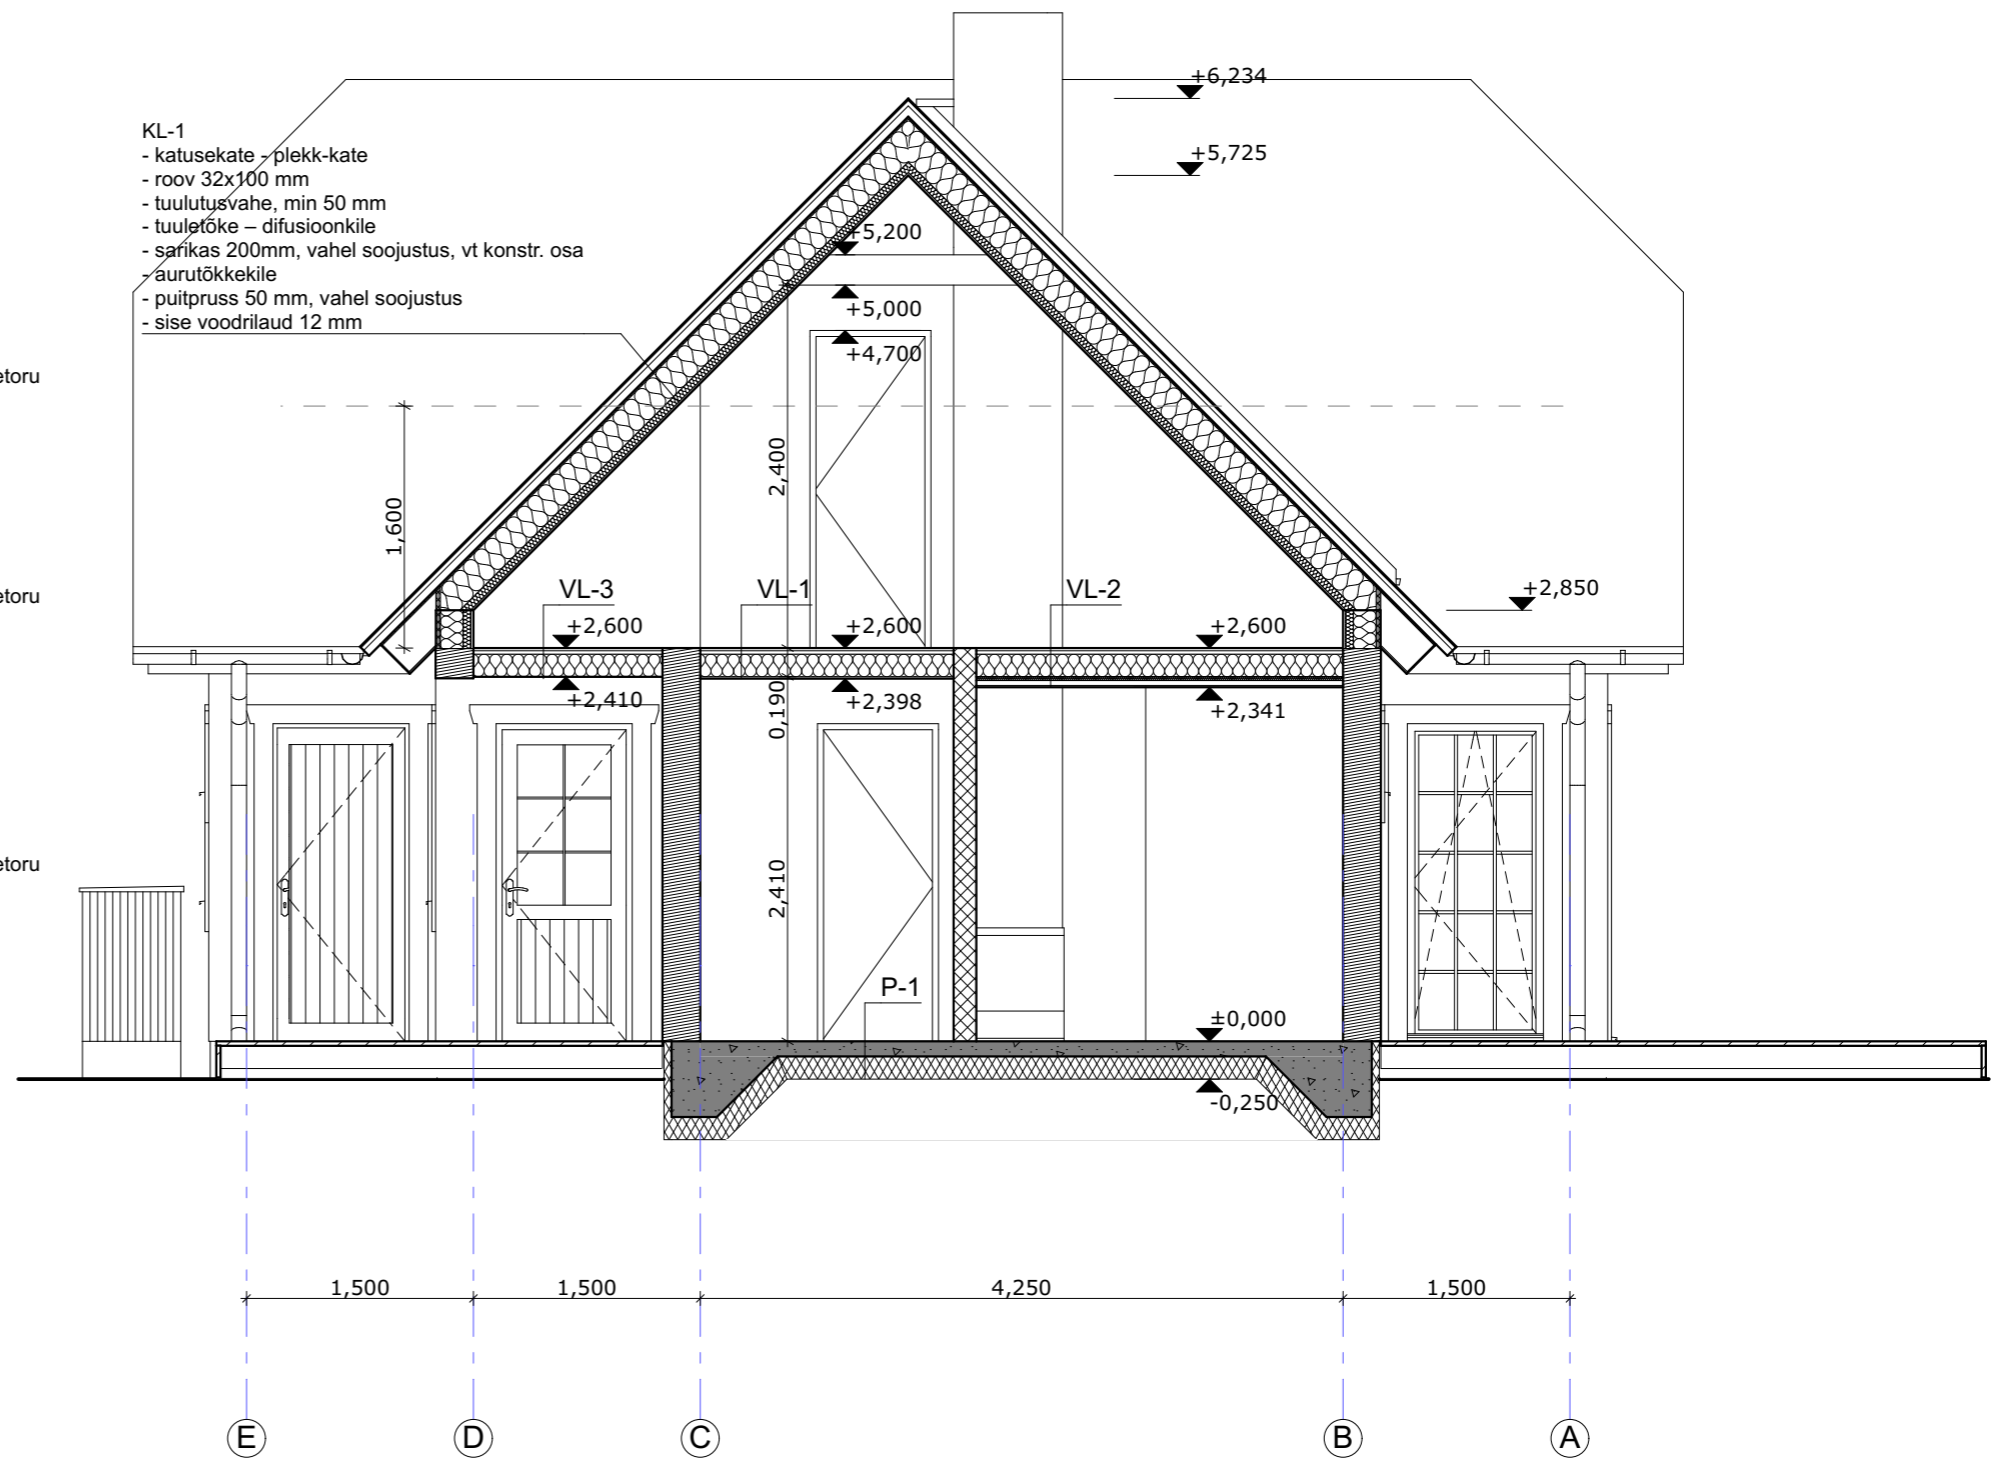 +6,234
KL-1
- katusekate - plekk-kate
- roov 32x100 mm
- tuulutusvahe, min 50 mm
- tuuletõke – difusioonkile
- sarikas 200mm, vahel soojustus, vt konstr. osa
- aurutõkkekile
- puitpruss 50 mm, vahel soojustus
- sise voodrilaud 12 mm
+5,725
+5,200
+5,000
+4,700
etoru
2,400
1,600
etoru
VL-3
VL-1
VL-2
+2,850
+2,600
+2,600
+2,600
+2,410
0,190
+2,398
+2,341
etoru
2,410
P-1
±0,000
-0,250
1,500
1,500
4,250
1,500
E
D
C
B
A